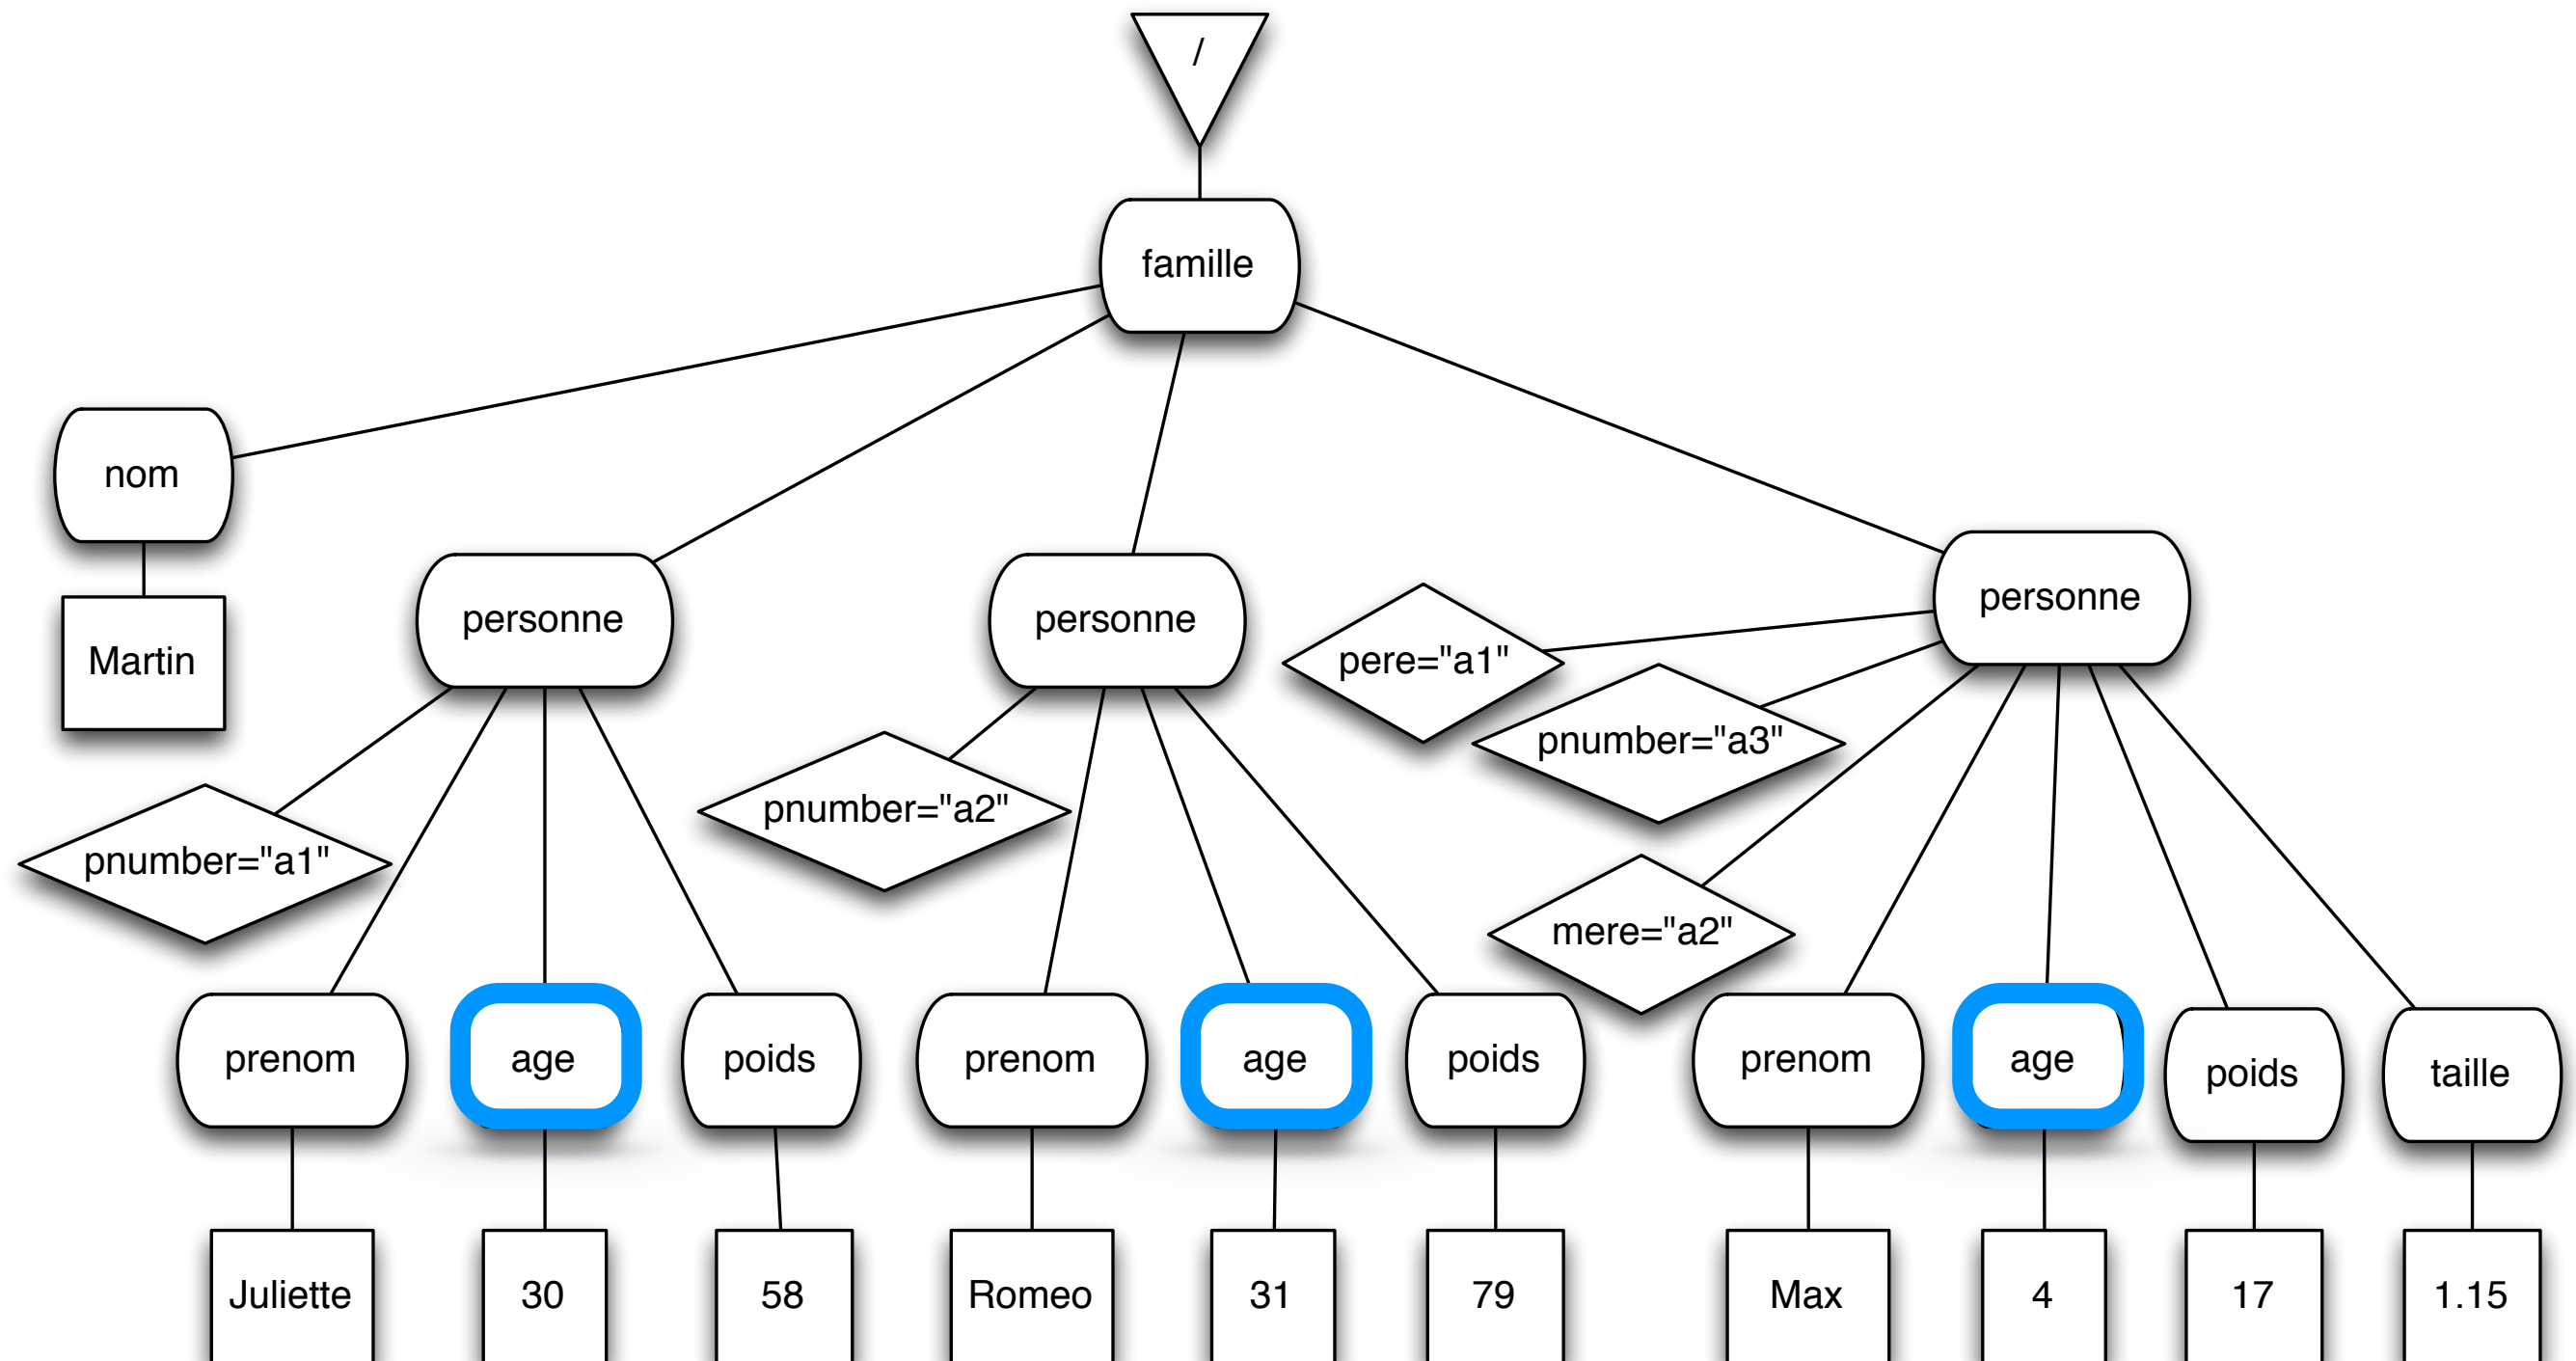 /
famille
nom
Martin
personne
personne
personne
pere="a1"
pnumber="a3"
pnumber="a2"
pnumber="a1"
mere="a2"
prenom
age
poids
prenom
age
poids
prenom
age
poids
taille
Juliette
30
58
Romeo
31
79
Max
4
17
1.15